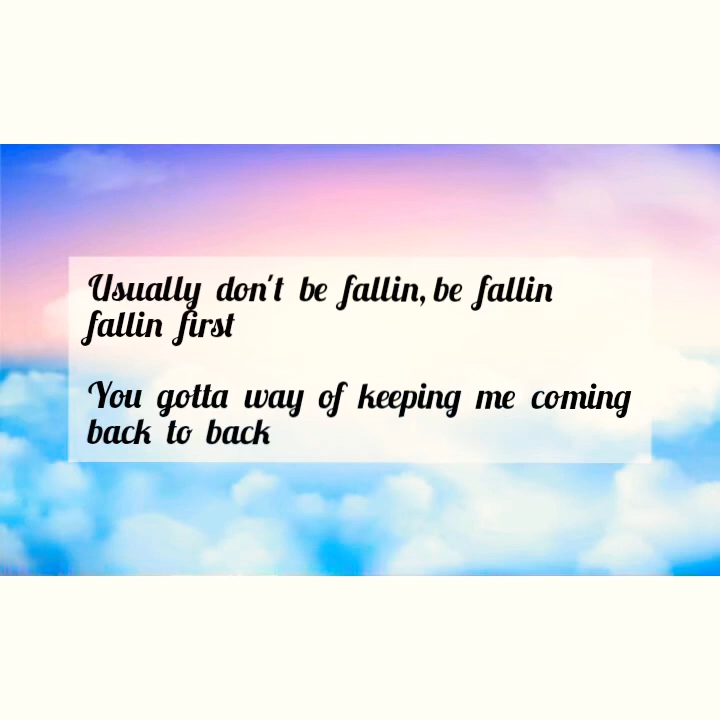 Usually don't be fallin, be fallin
fallin first
You gotta way of keeping me coming
back to back